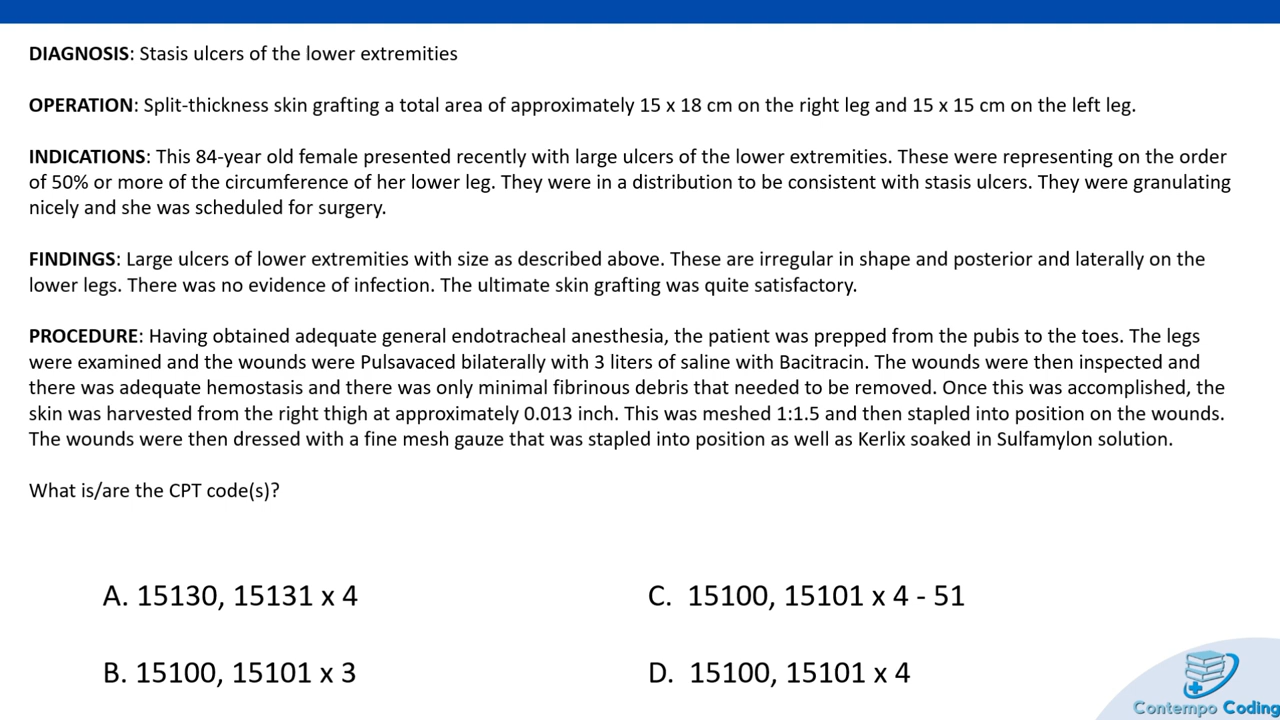 DIAGNOSIS: Stasis ulcers of the lower extremities
OPERATION: Split-thickness skin grafting a total area of approximately 15 x 18 cm on the right leg and 15 x 15 cm on the left leg.
INDICATIONS: This 84-year old female presented recently with large ulcers of the lower extremities. These were representing on the order
of 50% or more of the circumference of her lower leg. They were in a distribution to be consistent with stasis ulcers. They were granulating
nicely and she was scheduled for surgery.
FINDINGS: Large ulcers of lower extremities with size as described above. These are irregular in shape and posterior and laterally on the
lower legs. There was no evidence of infection. The ultimate skin grafting was quite satisfactory.
PROCEDURE: Having obtained adequate general endotracheal anesthesia, the patient was prepped from the pubis to the toes. The legs
were examined and the wounds were Pulsavaced bilaterally with 3 liters of saline with Bacitracin. The wounds were then inspected and
there was adequate hemostasis and there was only minimal fibrinous debris that needed to be removed. Once this was accomplished, the
skin was harvested from the right thigh at approximately 0.013 inch. This was meshed 1:1.5 and then stapled into position on the wounds.
The wounds were then dressed with a fine mesh gauze that was stapled into position as well as Kerlix soaked in Sulfamylon solution.
What is/are the CPT code(s)?
A. 15130, 15131 x 4
C. 15100, 15101 x 4 - 51
B. 15100, 15101 x 3
D. 15100, 15101 x 4
Contempo Coding